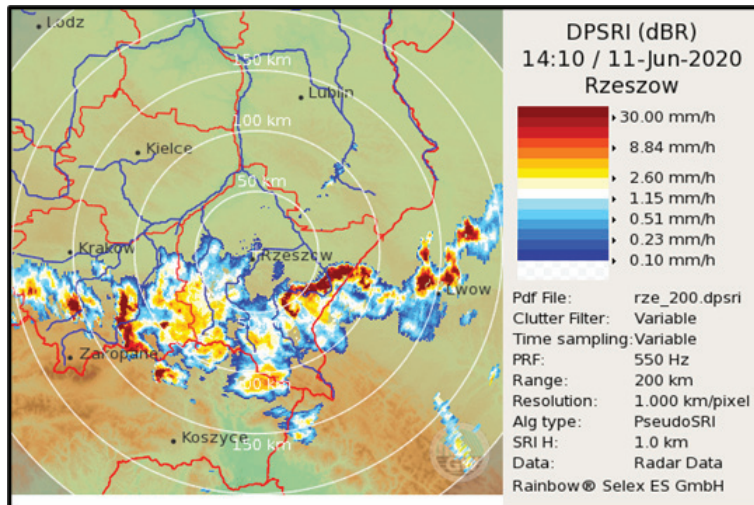 Lodz
150 km
Lublin
100 km
Kielce
50 km
Krakow
Rzeszow
Lwow
Zaropane
100 km
Koszyce
150 km
DPSRI (dBR)
14:10 / 11-Jun-2020
Rzeszow
30.00 mm/h
8.84 mm/h
2.60 mm/h
1.15 mm/h
0.51 mm/h
0.23 mm/h
0.10 mm/h
Pdf File: rze_200.dpsri
Clutter Filter: Variable
Time sampling: Variable
PRF: 550 Hz
Range: 200 km
Resolution: 1.000 km/pixel
Alg type: PseudoSRI
SRI H: 1.0 km
Data: Radar Data
Rainbow® Selex ES GmbH